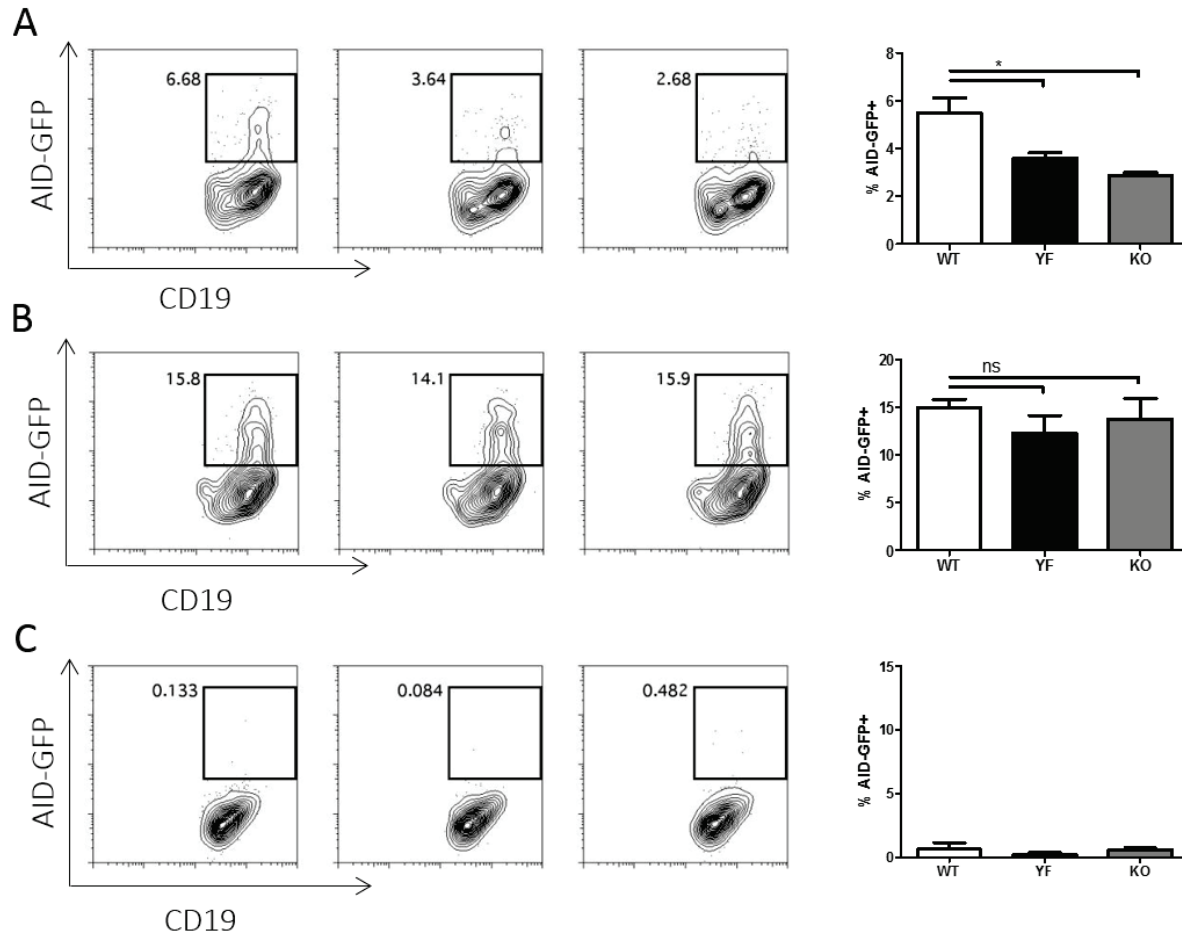 A
AID-GFP
6.68
3.64
2.68
CD19
% AID-GFP+
8
6
4
2
0
*
WT YF KO
B
AID-GFP
15.8
14.1
15.9
CD19
% AID-GFP+
20
15
10
5
0
ns
WT YF KO
C
AID-GFP
0.133
0.084
0.482
CD19
% AID-GFP+
15
10
5
0
WT YF KO